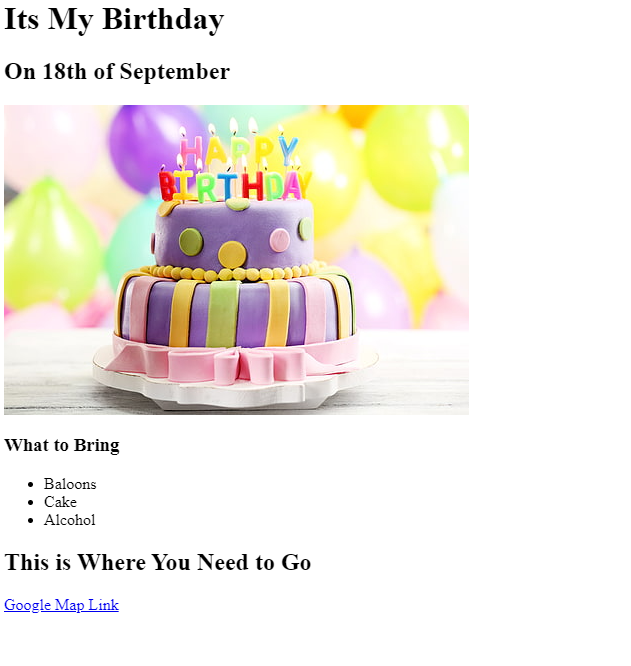 Its My Birthday
On 18th of September
HAPPY
BIRTHDAY
What to Bring
Baloons
Cake
Alcohol
This is Where You Need to Go
Google Map Link